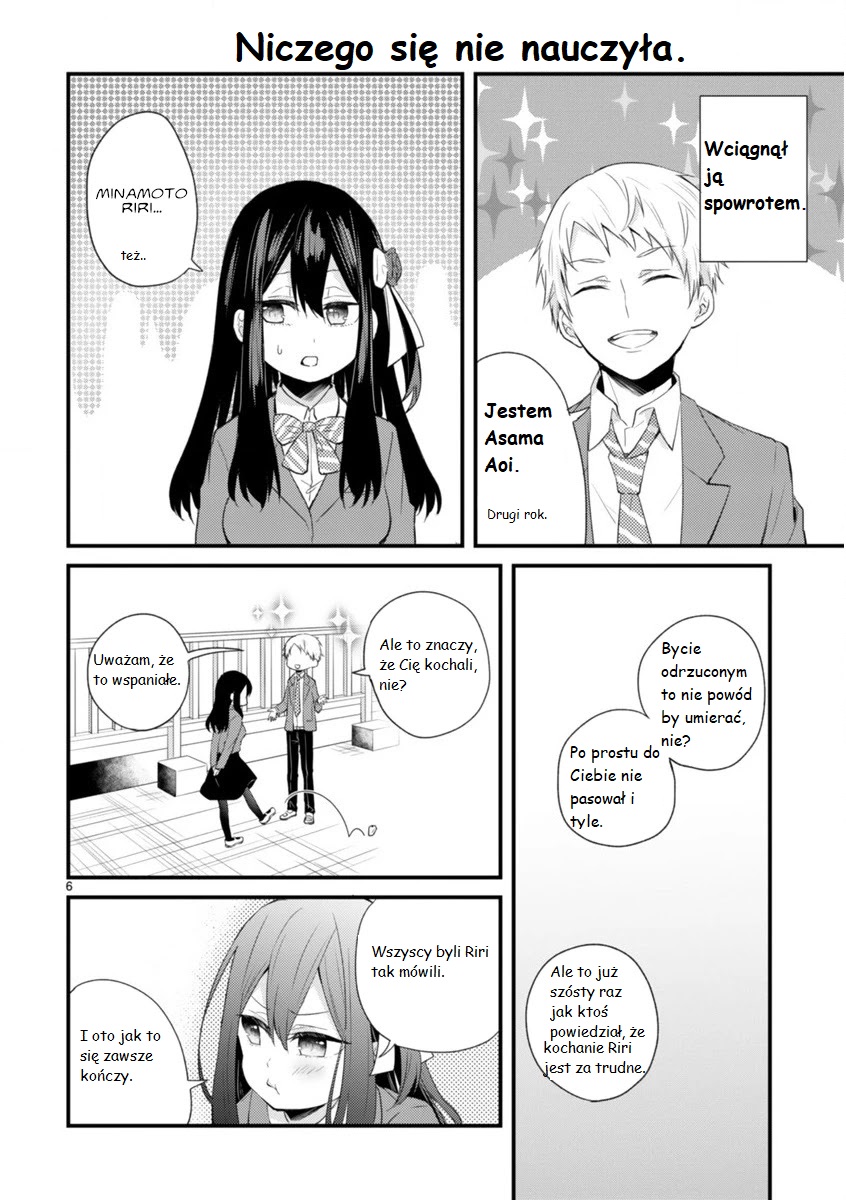 Niczego się nie nauczyła.
Wciągnął
ją
spowrotem.
Jestem
Asama
Aoi.
Drugi rok.
MINAMOTO
RIRI...
też..
Bycie
odrzuconym
to nie powód
by umierać,
nie?
Po prostu do
Ciebie nie
pasował i
tyle.
Ale to już
szósty raz
jak ktoś
powiedział, że
kochanie Riri
jest za trudne.
Ale to znaczy,
że Cię kochali,
nie?
Uważam, że
to wspaniałe.
6
Wszyscy byli Riri
tak mówili.
I oto jak to
się zawsze
kończy.